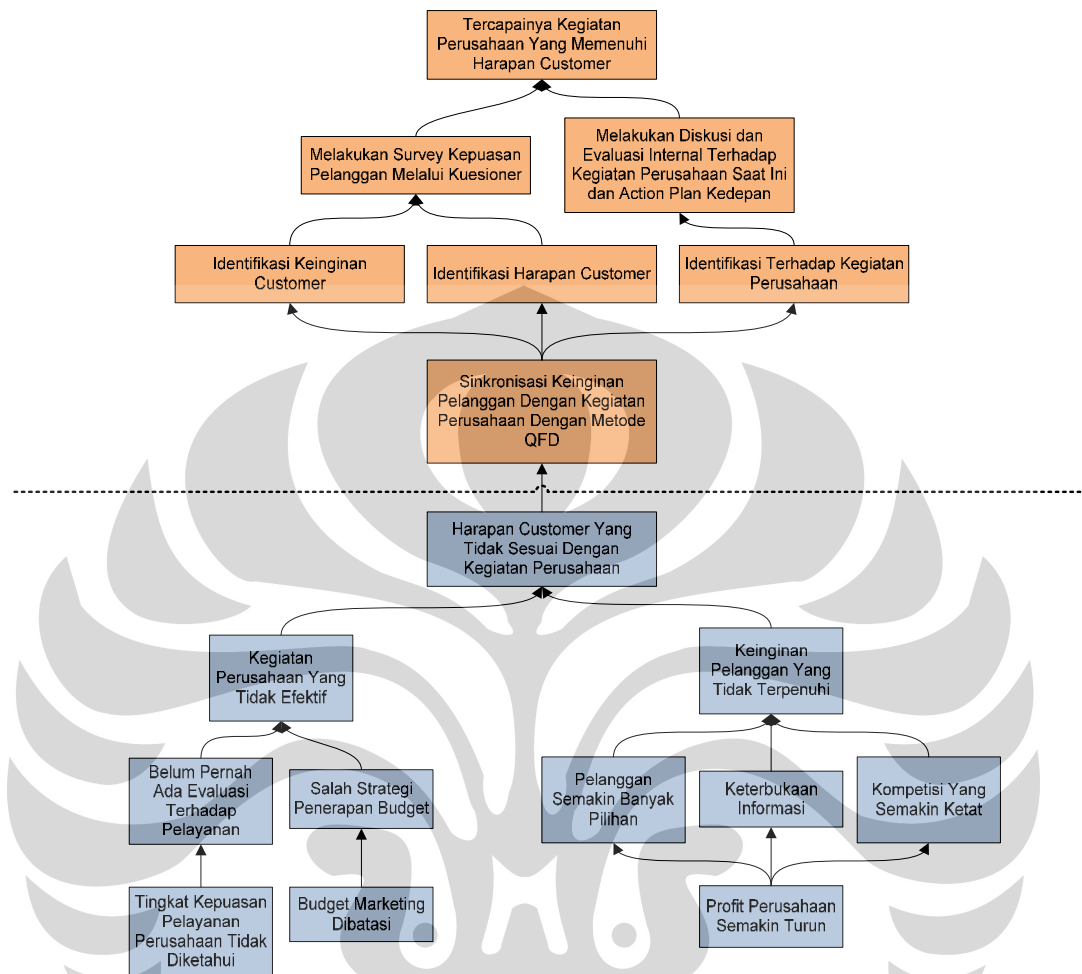 Tercapainya Kegiatan
Perusahaan Yang Memenuhi
Harapan Customer
Melakukan Survey Kepuasan
Pelanggan Melalui Kuesioner
Melakukan Diskusi dan
Evaluasi Internal Terhadap
Kegiatan Perusahaan Saat Ini
dan Action Plan Kedepan
Identifikasi Keinginan
Customer
Identifikasi Harapan Customer
Identifikasi Terhadap Kegiatan
Perusahaan
Sinkronisasi Keinginan
Pelanggan Dengan Kegiatan
Perusahaan Dengan Metode
QFD
Harapan Customer Yang
Tidak Sesuai Dengan
Kegiatan Perusahaan
Kegiatan
Perusahaan Yang
Tidak Efektif
Keinginan
Pelanggan Yang
Tidak Terpenuhi
Belum Pernah
Ada Evaluasi
Terhadap
Pelayanan
Salah Strategi
Penerapan Budget
Pelanggan
Semakin Banyak
Pilihan
Keterbukaan
Informasi
Kompetisi Yang
Semakin Ketat
Tingkat Kepuasan
Pelayanan
Perusahaan Tidak
Diketahui
Budget Marketing
Dibatasi
Profit Perusahaan
Semakin Turun